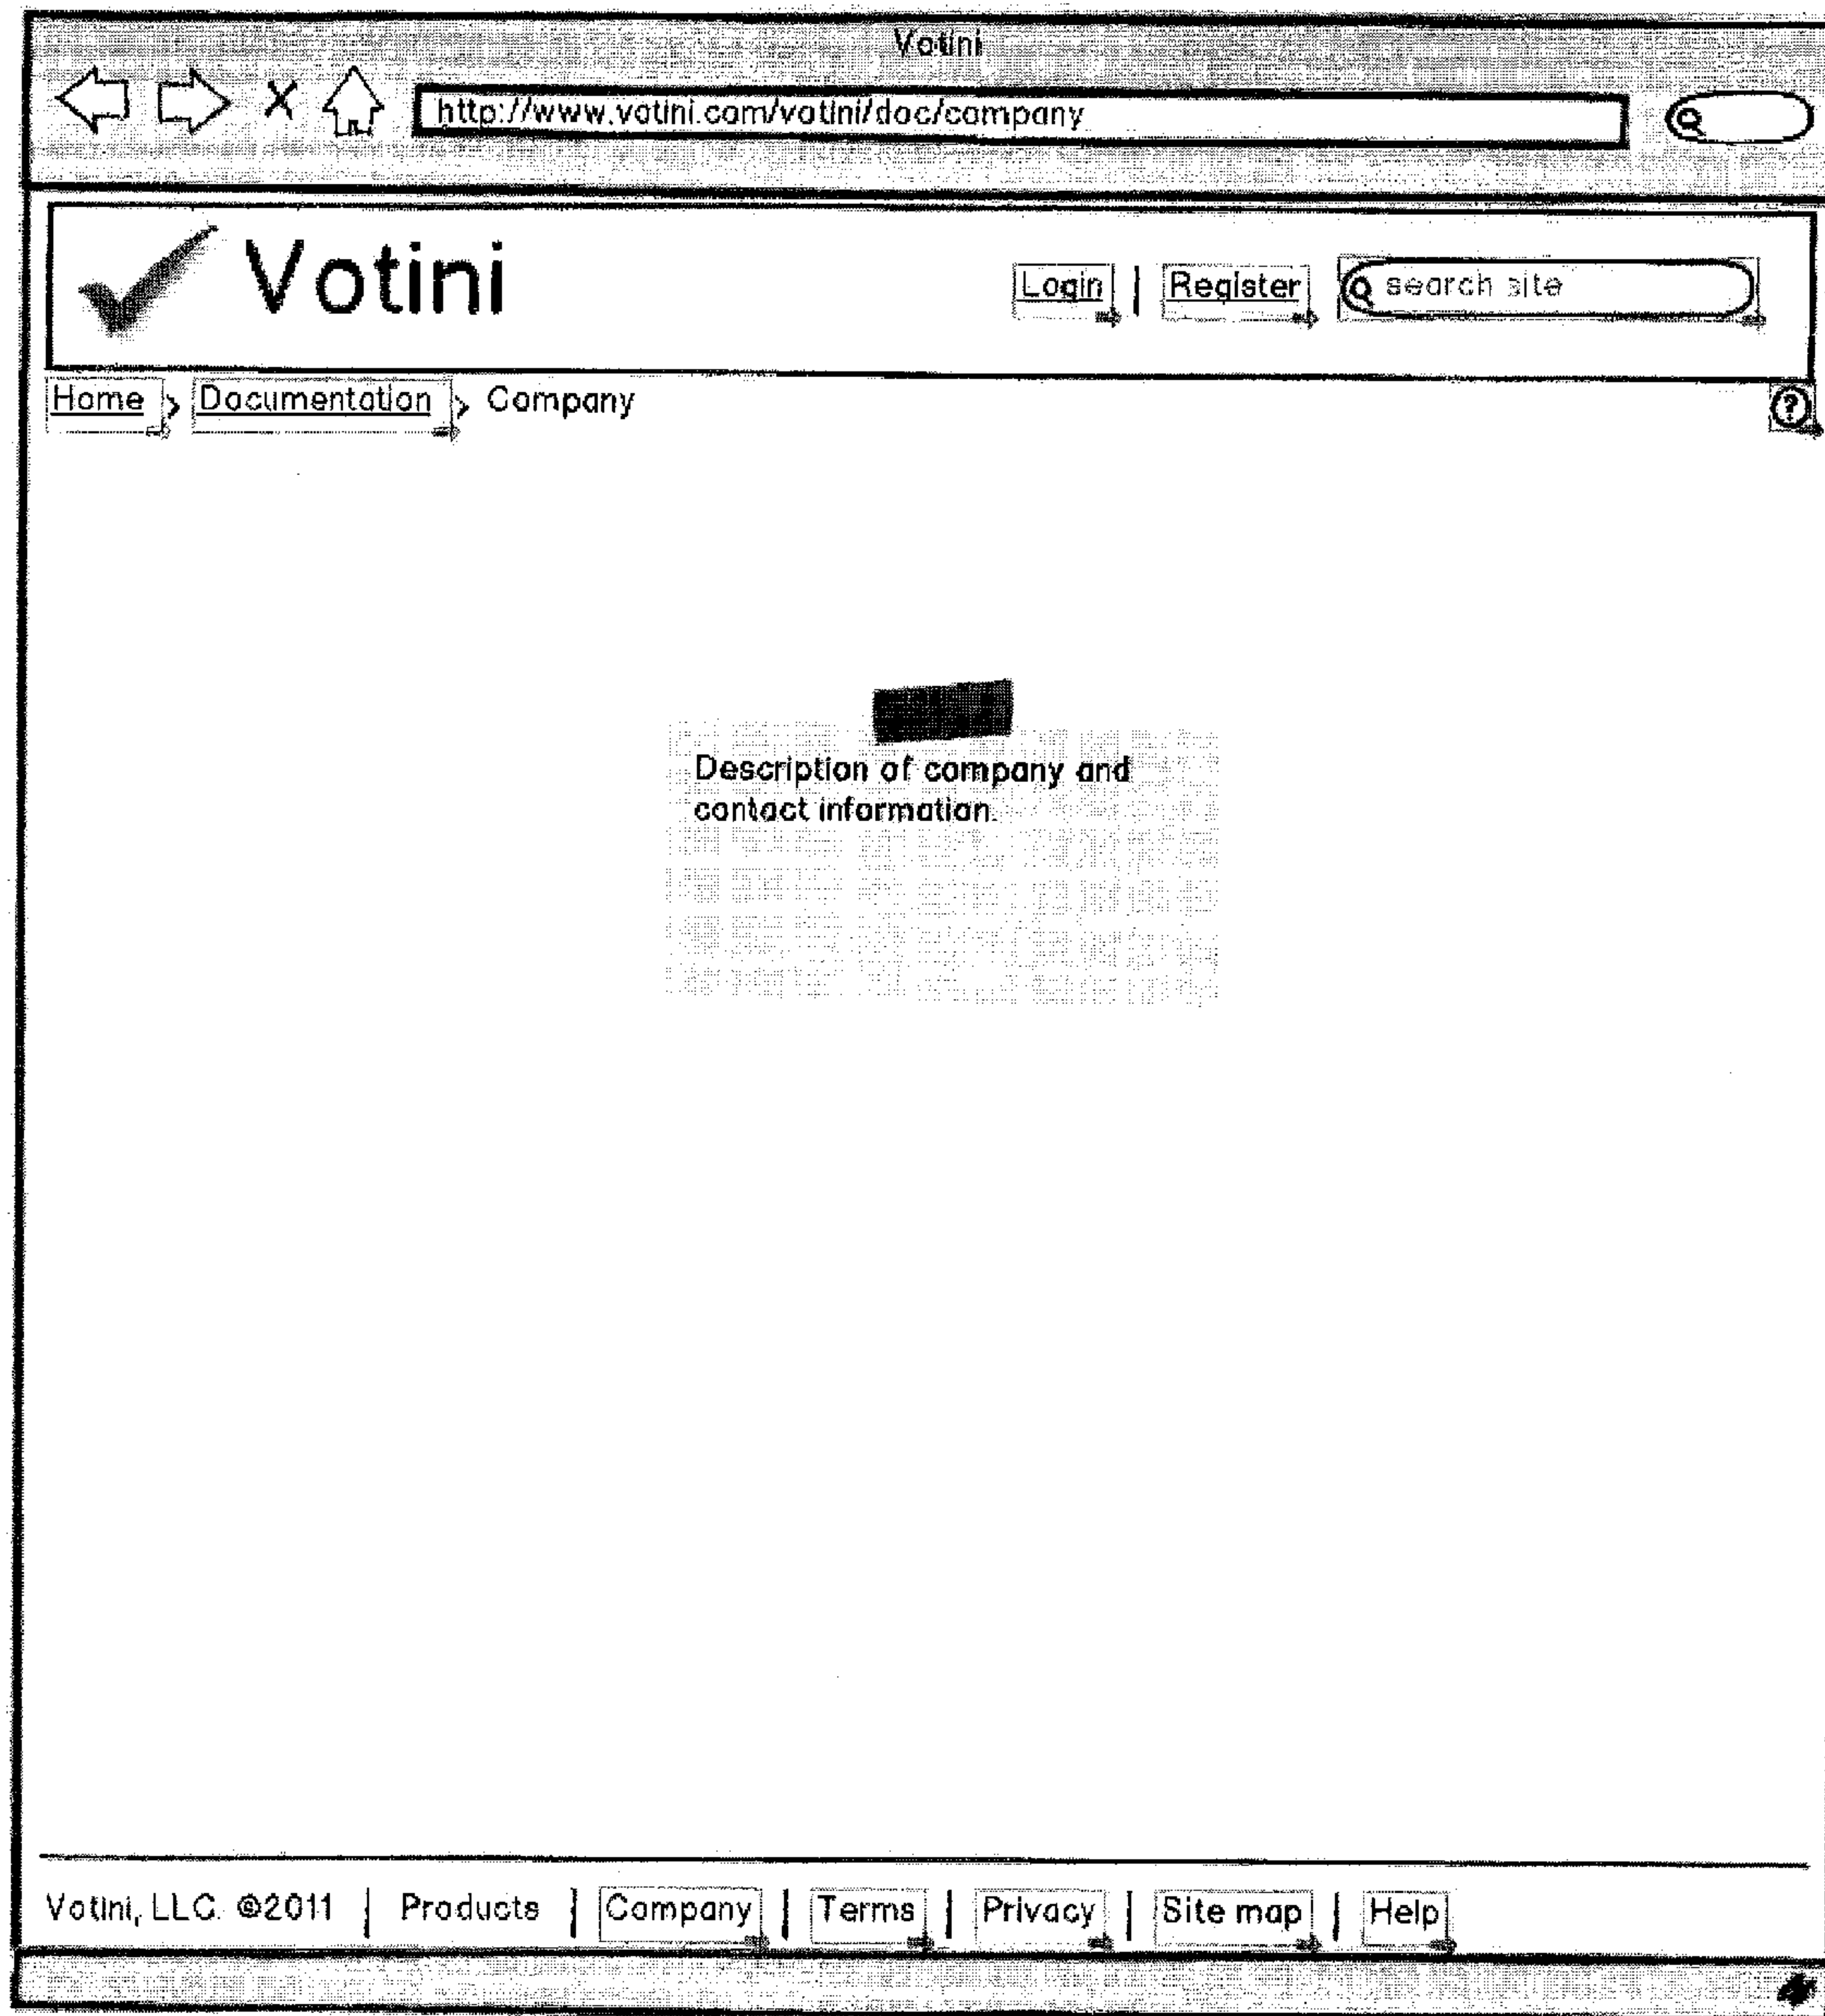 Votini
http://www.votini.com/votini/doc/company
Votini Login | Register search site
Home > Documentation > Company ?
Description of company and
contact information.
Votini, LLC. ©2011 | Products | Company | Terms | Privacy | Site map | Help